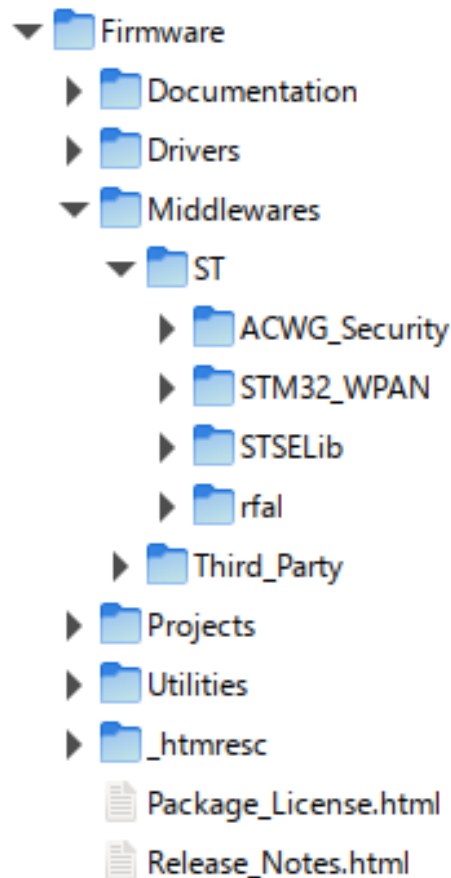 Firmware
Documentation
Drivers
Middlewares
ST
ACWG_Security
STM32_WPAN
STSELib
rfal
Third_Party
Projects
Utilities
_htmresc
Package_License.html
Release_Notes.html